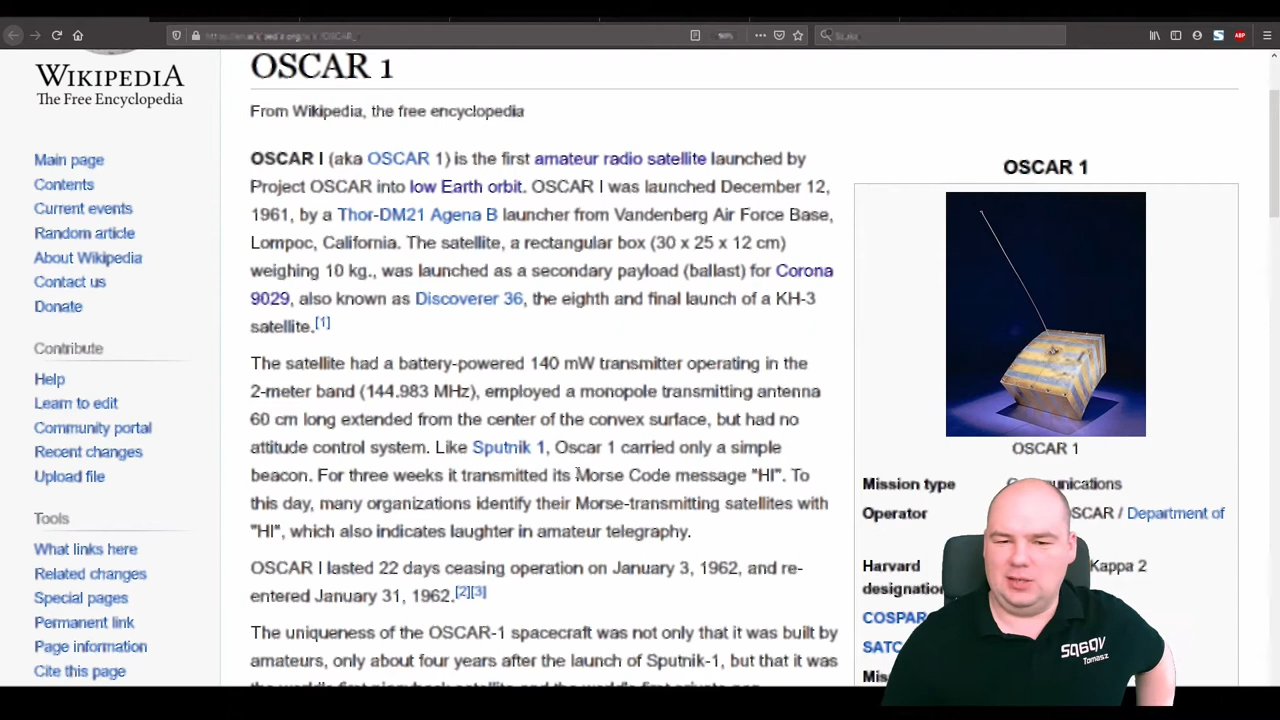 WIKIPEDIA
The Free Encyclopedia
Main page
Contents
Current events
Random article
About Wikipedia
Contact us
Donate
Contribute
Help
Learn to edit
Community portal
Recent changes
Upload file
Tools
What links here
Related changes
Special pages
Permanent link
Page information
Cite this page
OSCAR 1
From Wikipedia, the free encyclopedia
OSCAR I (aka OSCAR 1) is the first amateur radio satellite launched by
Project OSCAR into low Earth orbit. OSCAR I was launched December 12,
1961, by a Thor-DM21 Agena B launcher from Vandenberg Air Force Base,
Lompoc, California. The satellite, a rectangular box (30 x 25 x 12 cm)
weighing 10 kg., was launched as a secondary payload (ballast) for Corona
9029, also known as Discoverer 36, the eighth and final launch of a KH-3
satellite.[1]
The satellite had a battery-powered 140 mW transmitter operating in the
2-meter band (144.983 MHz), employed a monopole transmitting antenna
60 cm long extended from the center of the convex surface, but had no
attitude control system. Like Sputnik 1, Oscar 1 carried only a simple
beacon. For three weeks it transmitted its Morse Code message "HI". To
this day, many organizations identify their Morse-transmitting satellites with
"HI", which also indicates laughter in amateur telegraphy.
OSCAR I lasted 22 days ceasing operation on January 3, 1962, and re-
entered January 31, 1962.[2][3]
The uniqueness of the OSCAR-1 spacecraft was not only that it was built by
amateurs, only about four years after the launch of Sputnik-1, but that it was
OSCAR 1
OSCAR 1
Mission type
Operator
OSCAR / Department of
Harvard
designation
Kappa 2
COSPAR
SATC
Mis
SQ6QV
Tomasz
ABP